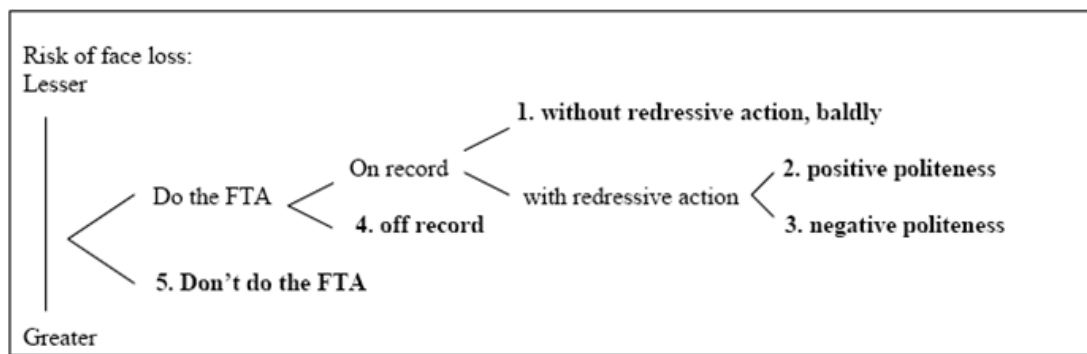 Risk of face loss:
Lesser
1. without redressive action, baldly
On record
Do the FTA
2. positive politeness
with redressive action
4. off record
3. negative politeness
5. Don’t do the FTA
Greater